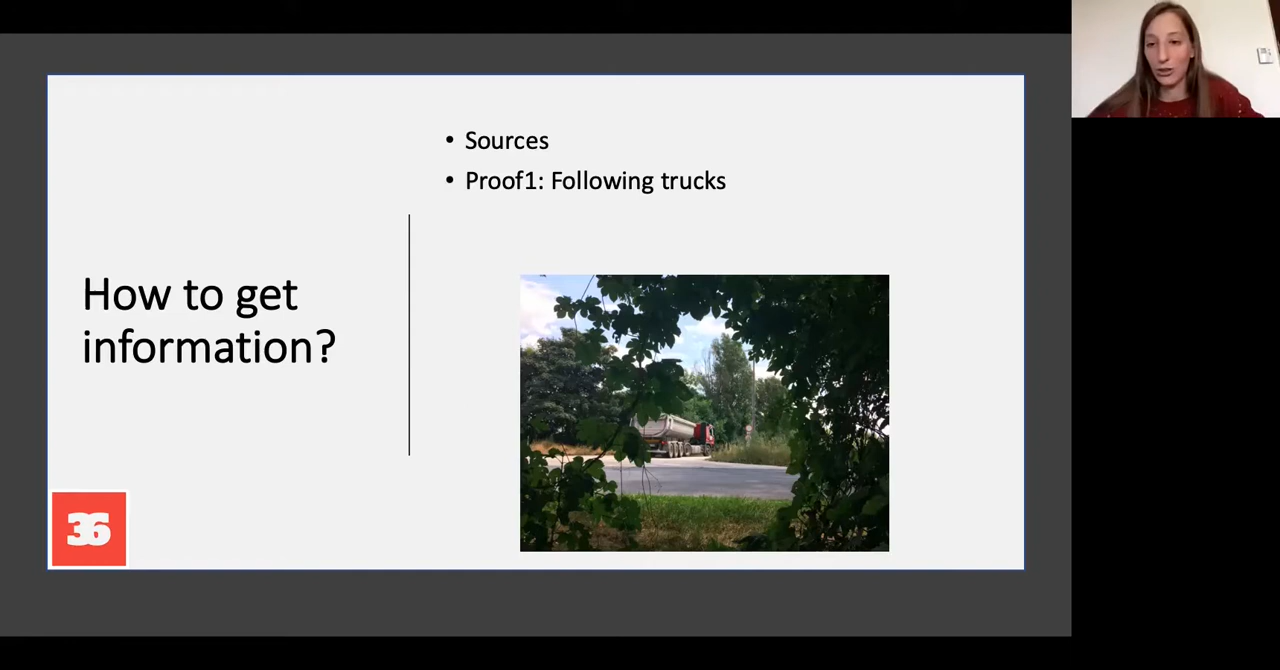 • Sources
• Proof1: Following trucks
How to get
information?
36